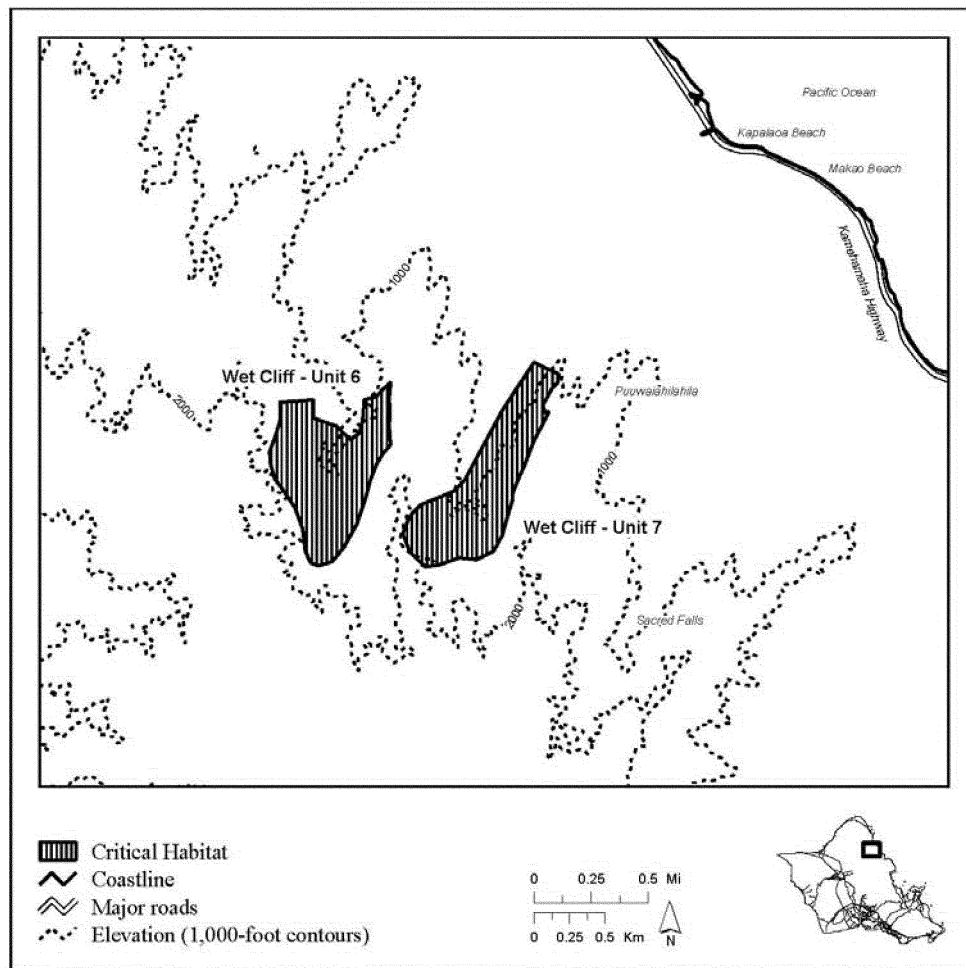 Pacific Ocean
Kapalaoa Beach
Makao Beach
Kamehameha Highway
1000
Wet Cliff - Unit 6
2000
Puuwaiahilahila
1000
Wet Cliff - Unit 7
2000
Sacred Falls
Critical Habitat
Coastline
Major roads
Elevation (1,000-foot contours)
0 0.25 0.5 Mi
0 0.25 0.5 Km
N